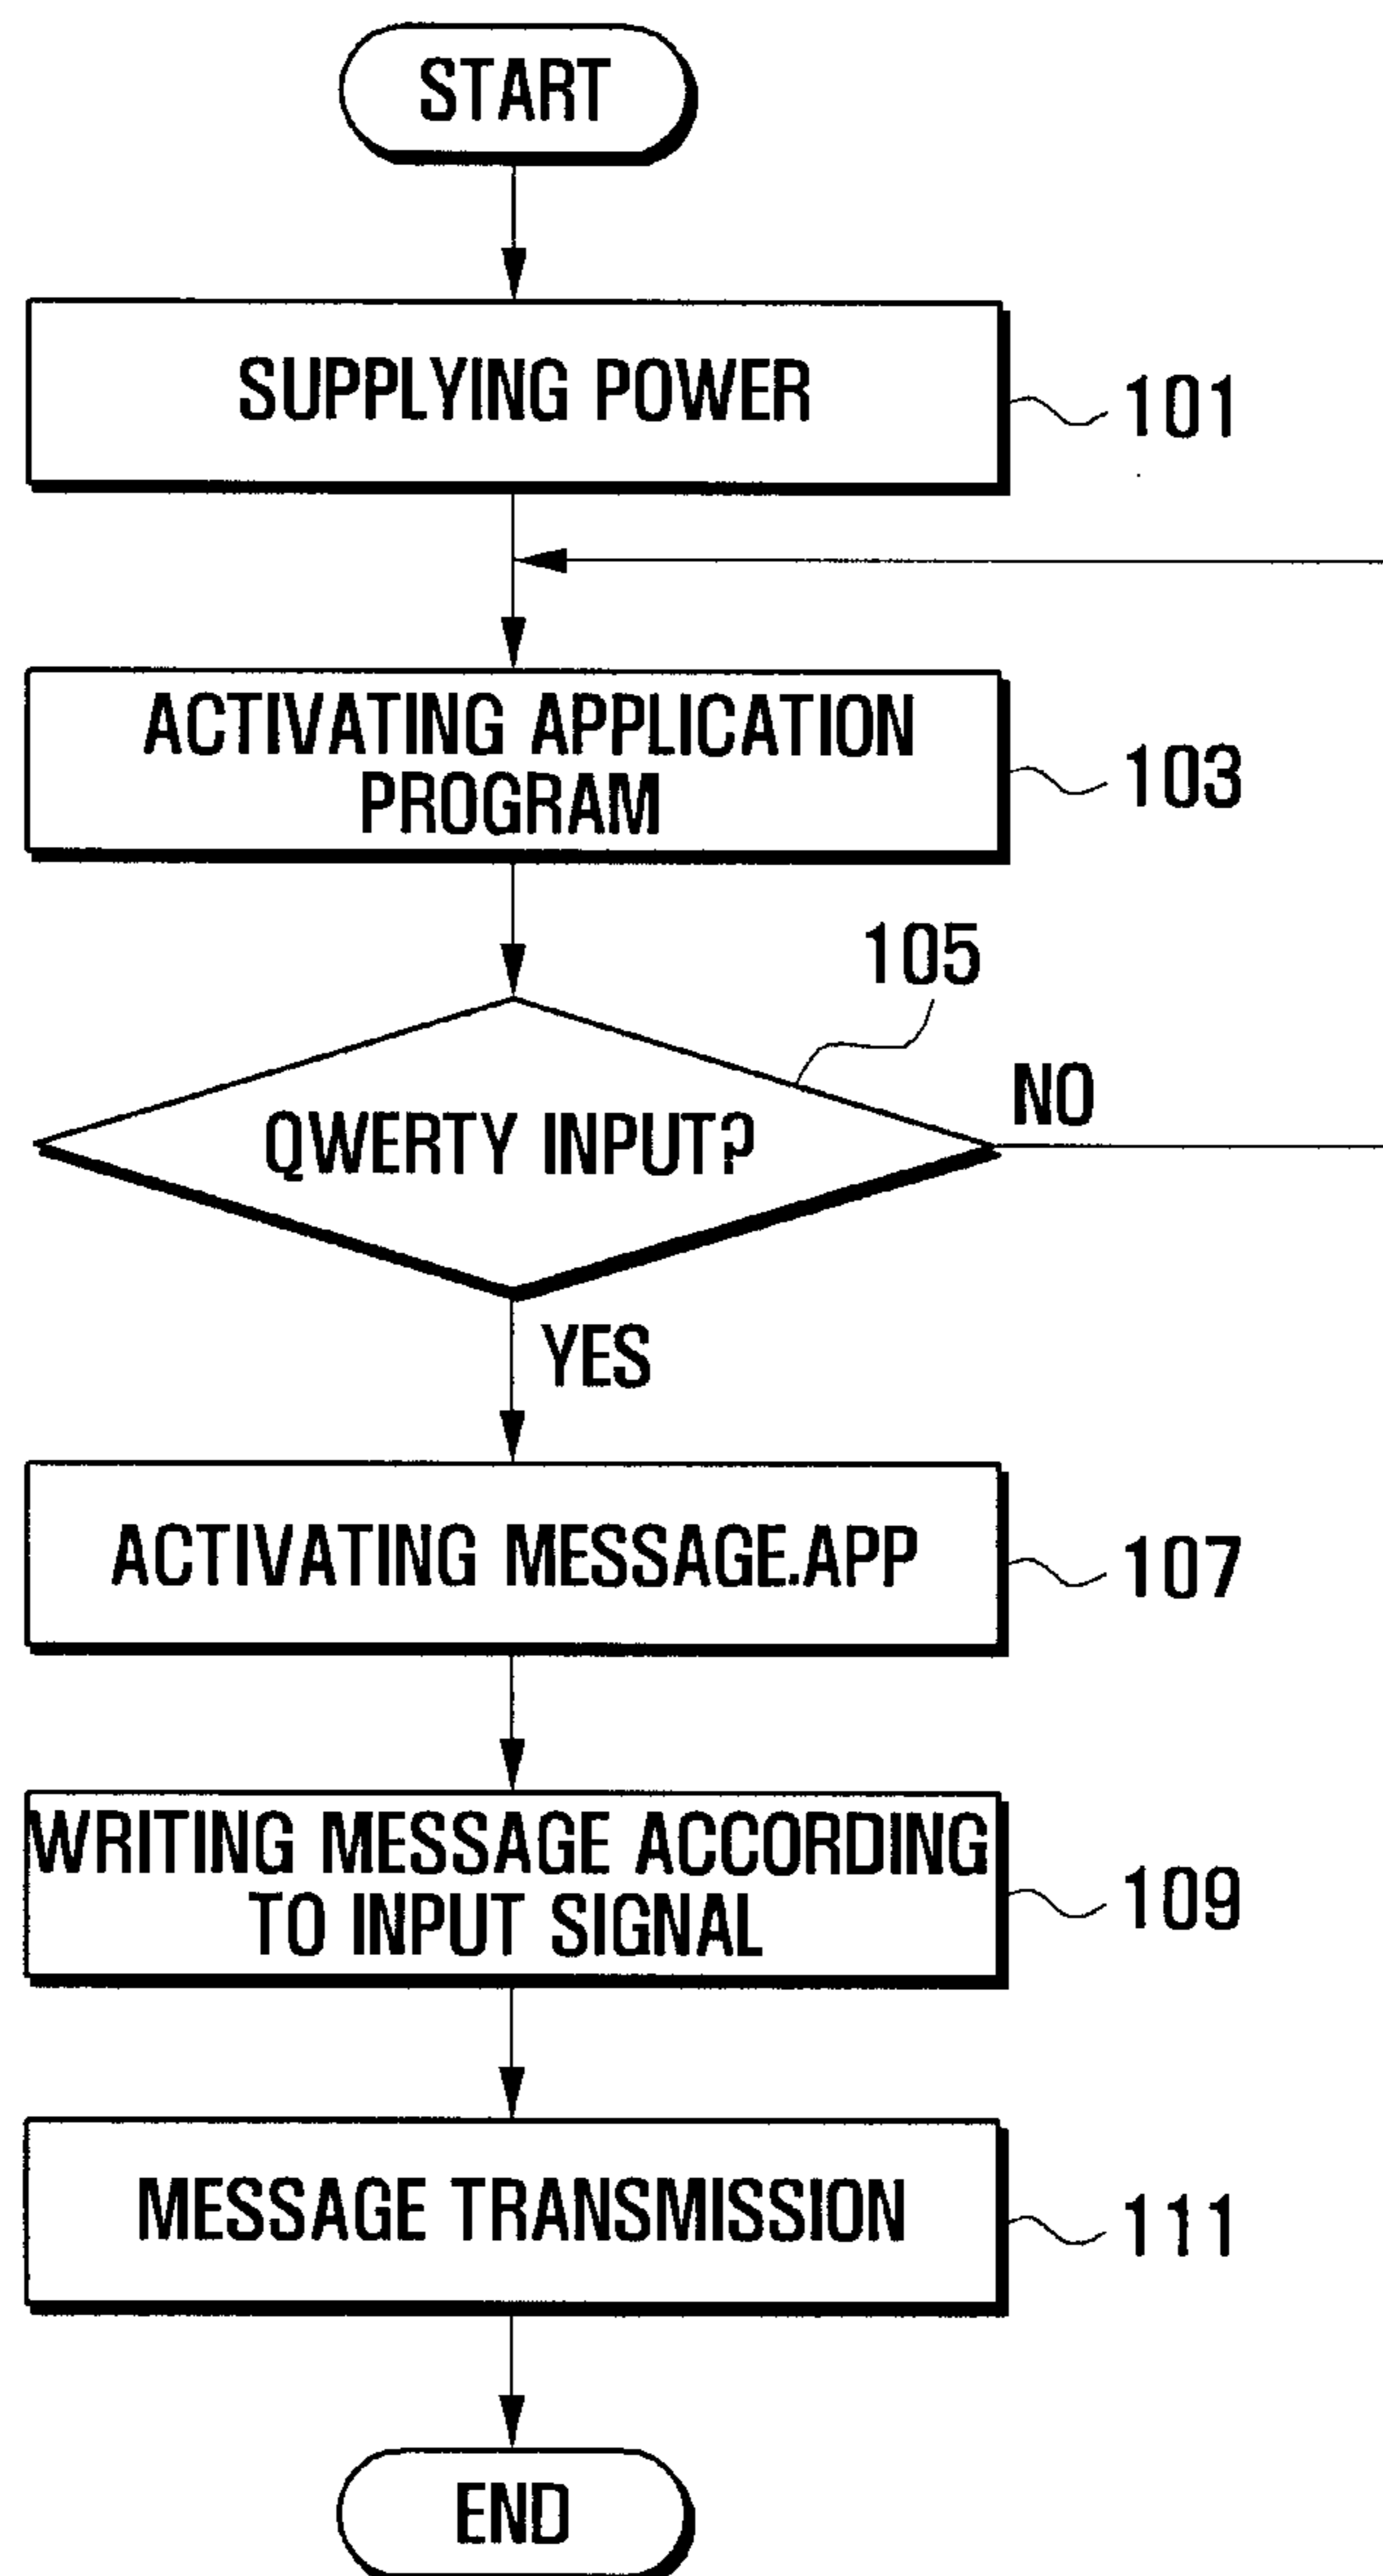 START
SUPPLYING POWER
101
ACTIVATING APPLICATION
PROGRAM
103
105
QWERTY INPUT?
NO
YES
ACTIVATING MESSAGE.APP
107
WRITING MESSAGE ACCORDING
TO INPUT SIGNAL
109
MESSAGE TRANSMISSION
111
END